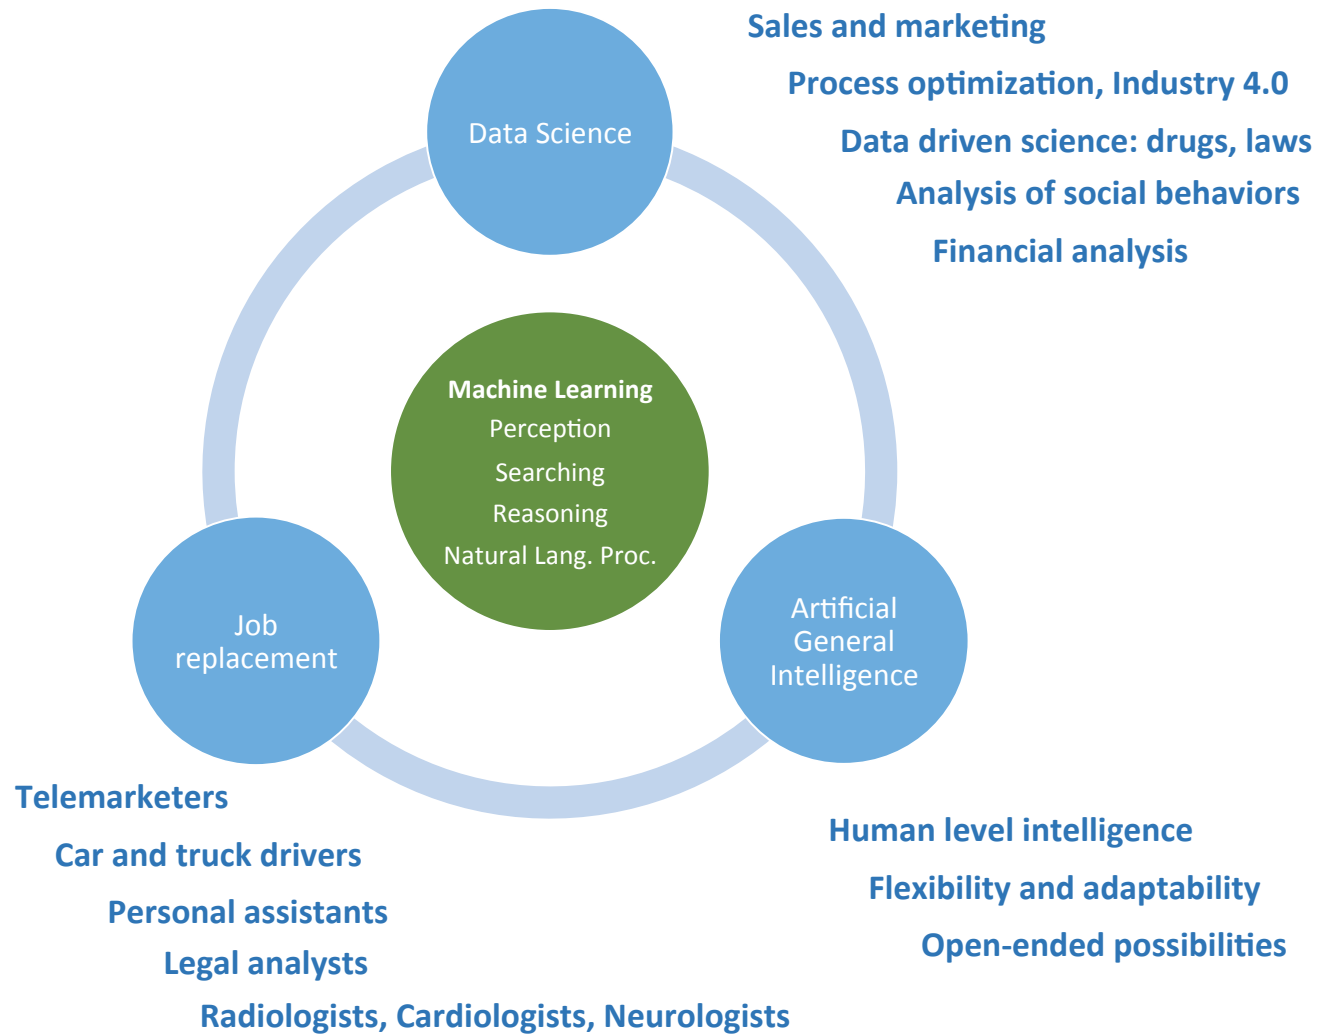 Sales and marketing
Process optimization, Industry 4.0
Data driven science: drugs, laws
Analysis of social behaviors
Financial analysis
Data Science
Machine Learning
Perception
Searching
Reasoning
Natural Lang. Proc.
Job
replacement
Artificial
General
Intelligence
Telemarketers
Car and truck drivers
Personal assistants
Legal analysts
Radiologists, Cardiologists, Neurologists
Human level intelligence
Flexibility and adaptability
Open-ended possibilities